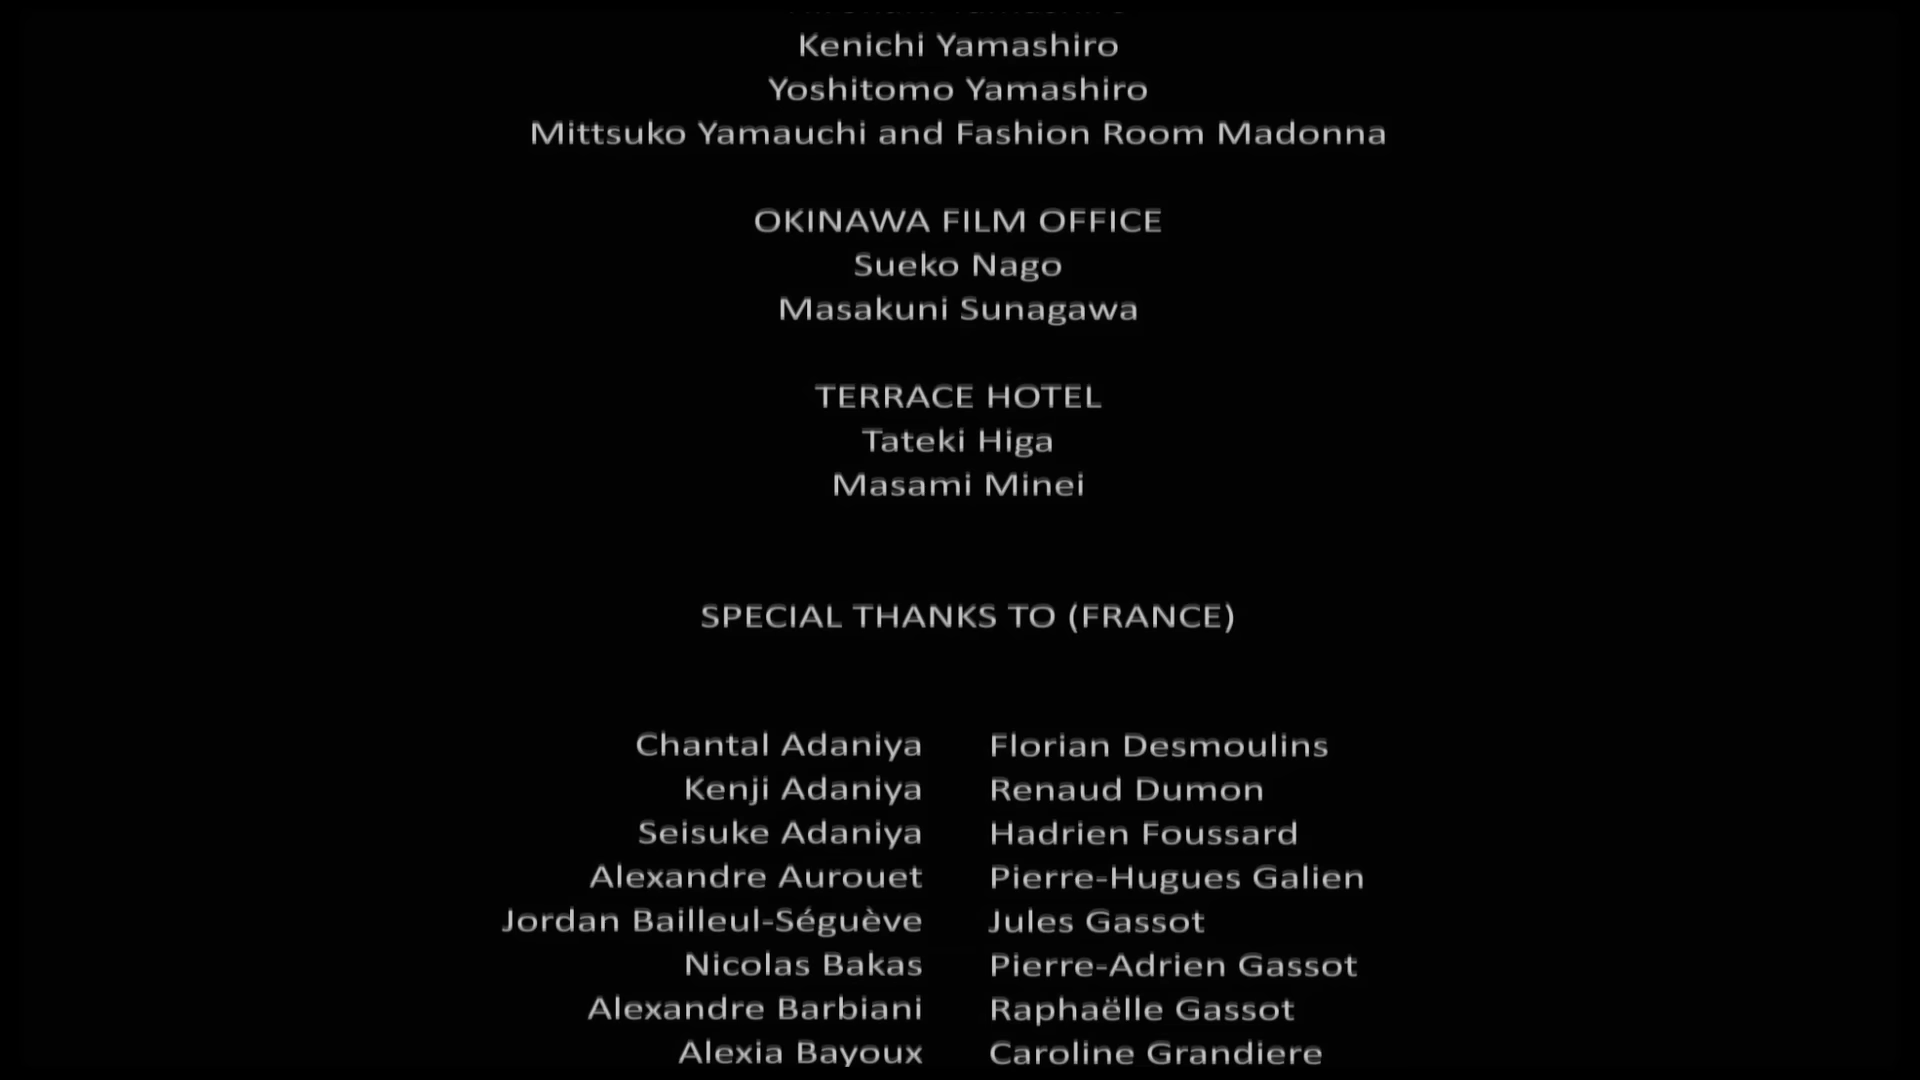 Kenichi Yamashiro
Yoshitomo Yamashiro
Mittsuko Yamauchi and Fashion Room Madonna
OKINAWA FILM OFFICE
Sueko Nago
Masakuni Sunagawa
TERRACE HOTEL
Tateki Higa
Masami Minei
SPECIAL THANKS TO (FRANCE)
Chantal Adaniya Florian Desmoulins
Kenji Adaniya Renaud Dumon
Seisuke Adaniya Hadrien Foussard
Alexandre Aurouet Pierre-Hugues Galien
Jordan Bailleul-Séguève Jules Gassot
Nicolas Bakas Pierre-Adrien Gassot
Alexandre Barbiani Raphaëlle Gassot
Alexia Bayoux Caroline Grandiere